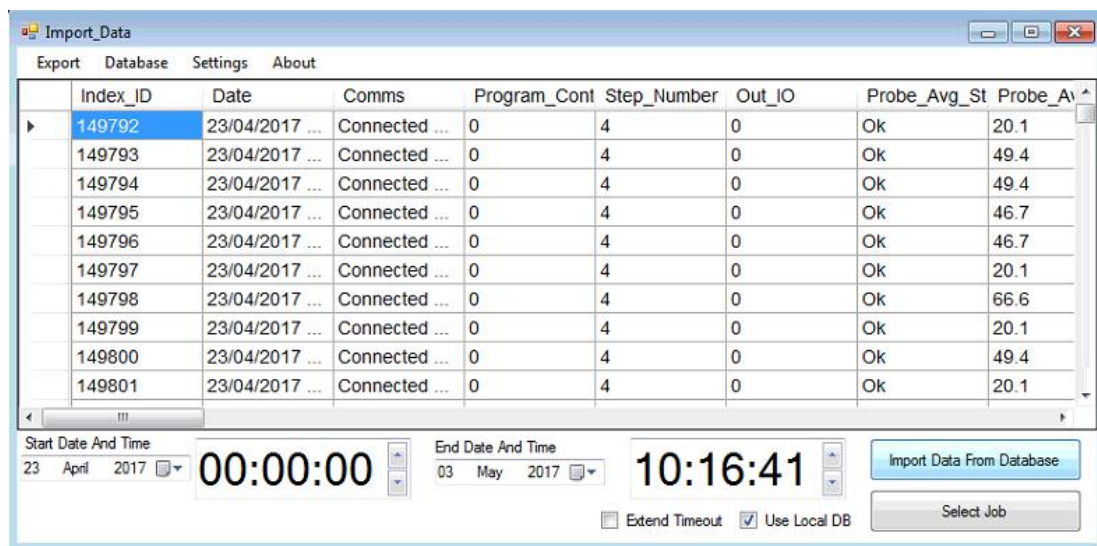 Import_Data
Export Database Settings About
Index_ID Date Comms Program_Cont Step_Number Out_IO Probe_Avg_St Probe_Av
149792 23/04/2017 ... Connected ... 0 4 0 Ok 20.1
149793 23/04/2017 ... Connected ... 0 4 0 Ok 49.4
149794 23/04/2017 ... Connected ... 0 4 0 Ok 49.4
149795 23/04/2017 ... Connected ... 0 4 0 Ok 46.7
149796 23/04/2017 ... Connected ... 0 4 0 Ok 46.7
149797 23/04/2017 ... Connected ... 0 4 0 Ok 20.1
149798 23/04/2017 ... Connected ... 0 4 0 Ok 66.6
149799 23/04/2017 ... Connected ... 0 4 0 Ok 20.1
149800 23/04/2017 ... Connected ... 0 4 0 Ok 49.4
149801 23/04/2017 ... Connected ... 0 4 0 Ok 20.1
Start Date And Time End Date And Time
23 April 2017 00:00:00 03 May 2017 10:16:41 Import Data From Database
Extend Timeout Use Local DB Select Job